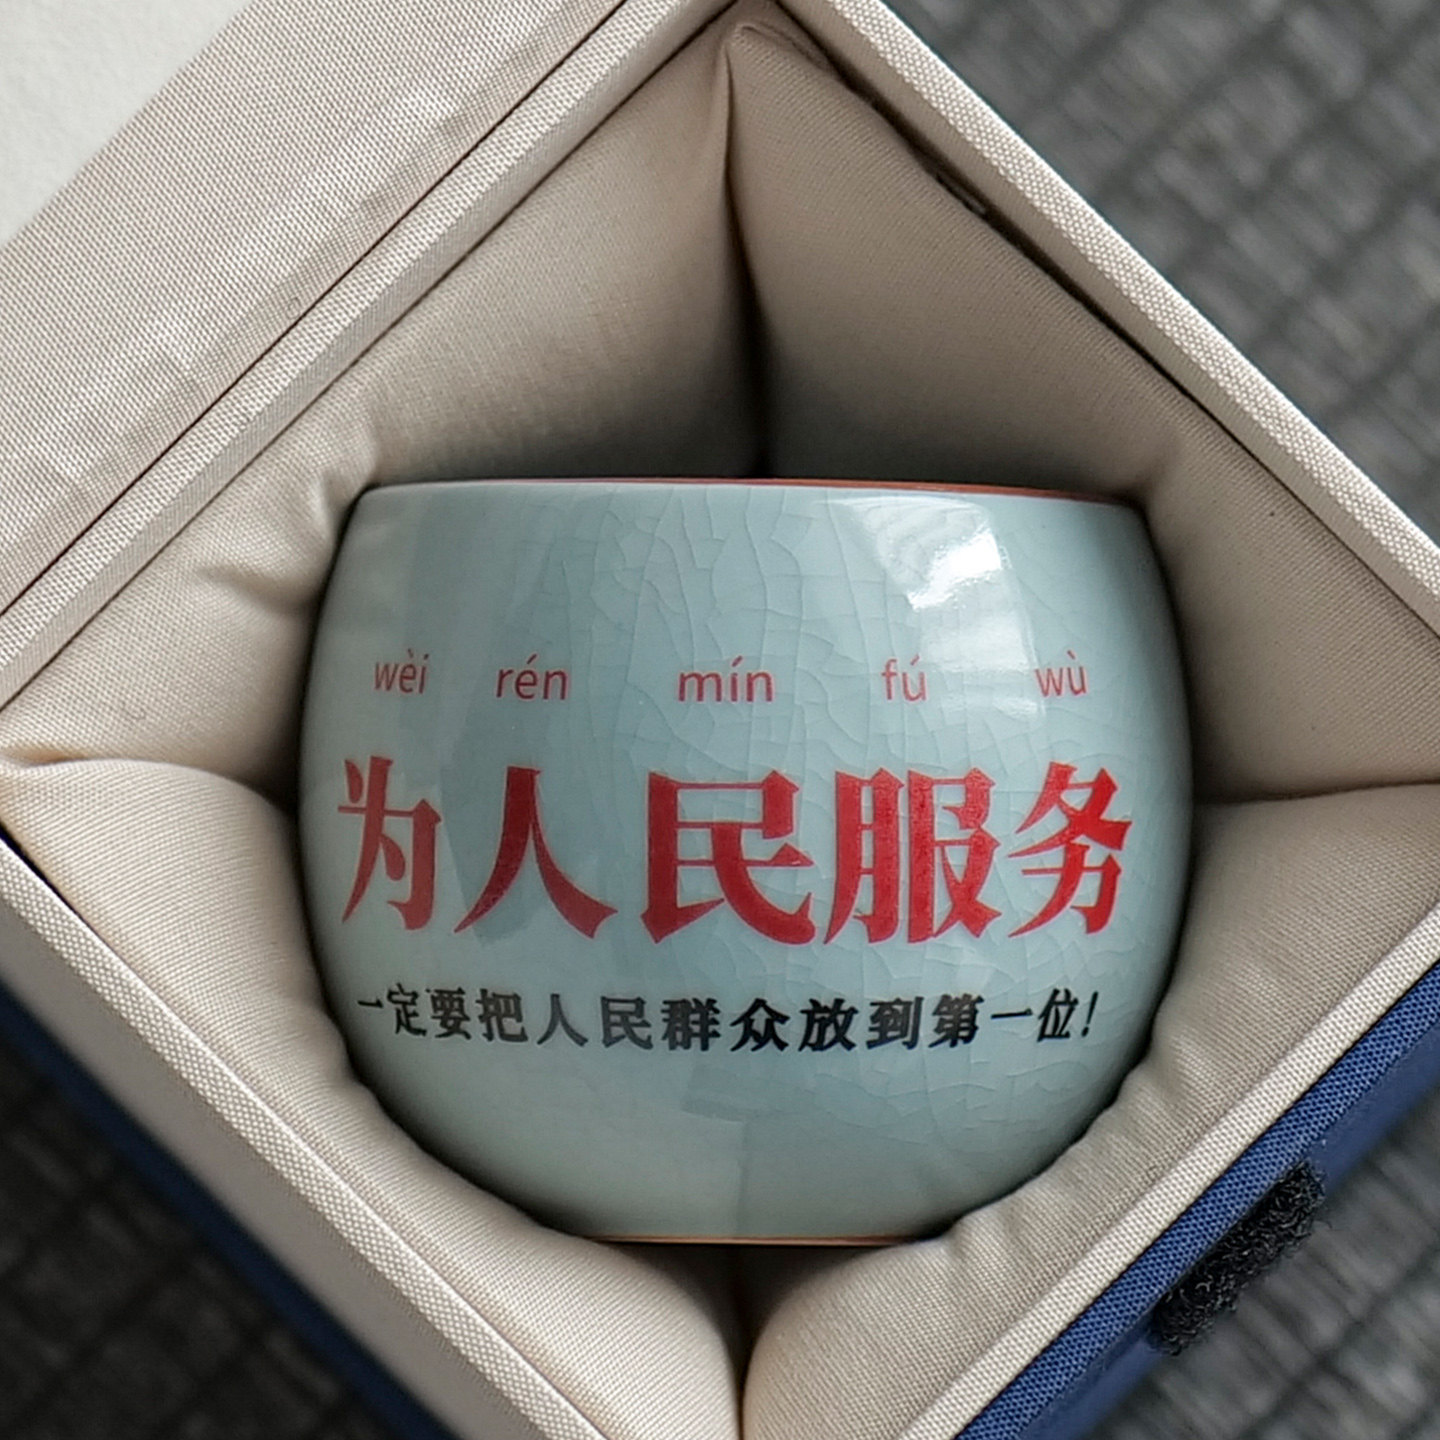 wèi rén mín fú wù
为人民服务
一定要把人民群众放到第一位!